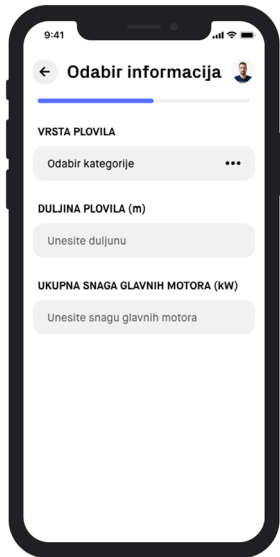 9:41
Odabir informacija
VRSTA PLOVILA
Odabir kategorije
DULJINA PLOVILA (m)
Unesite duljunu
UKUPNA SNAGA GLAVNIH MOTORA (kW)
Unesite snagu glavnih motora